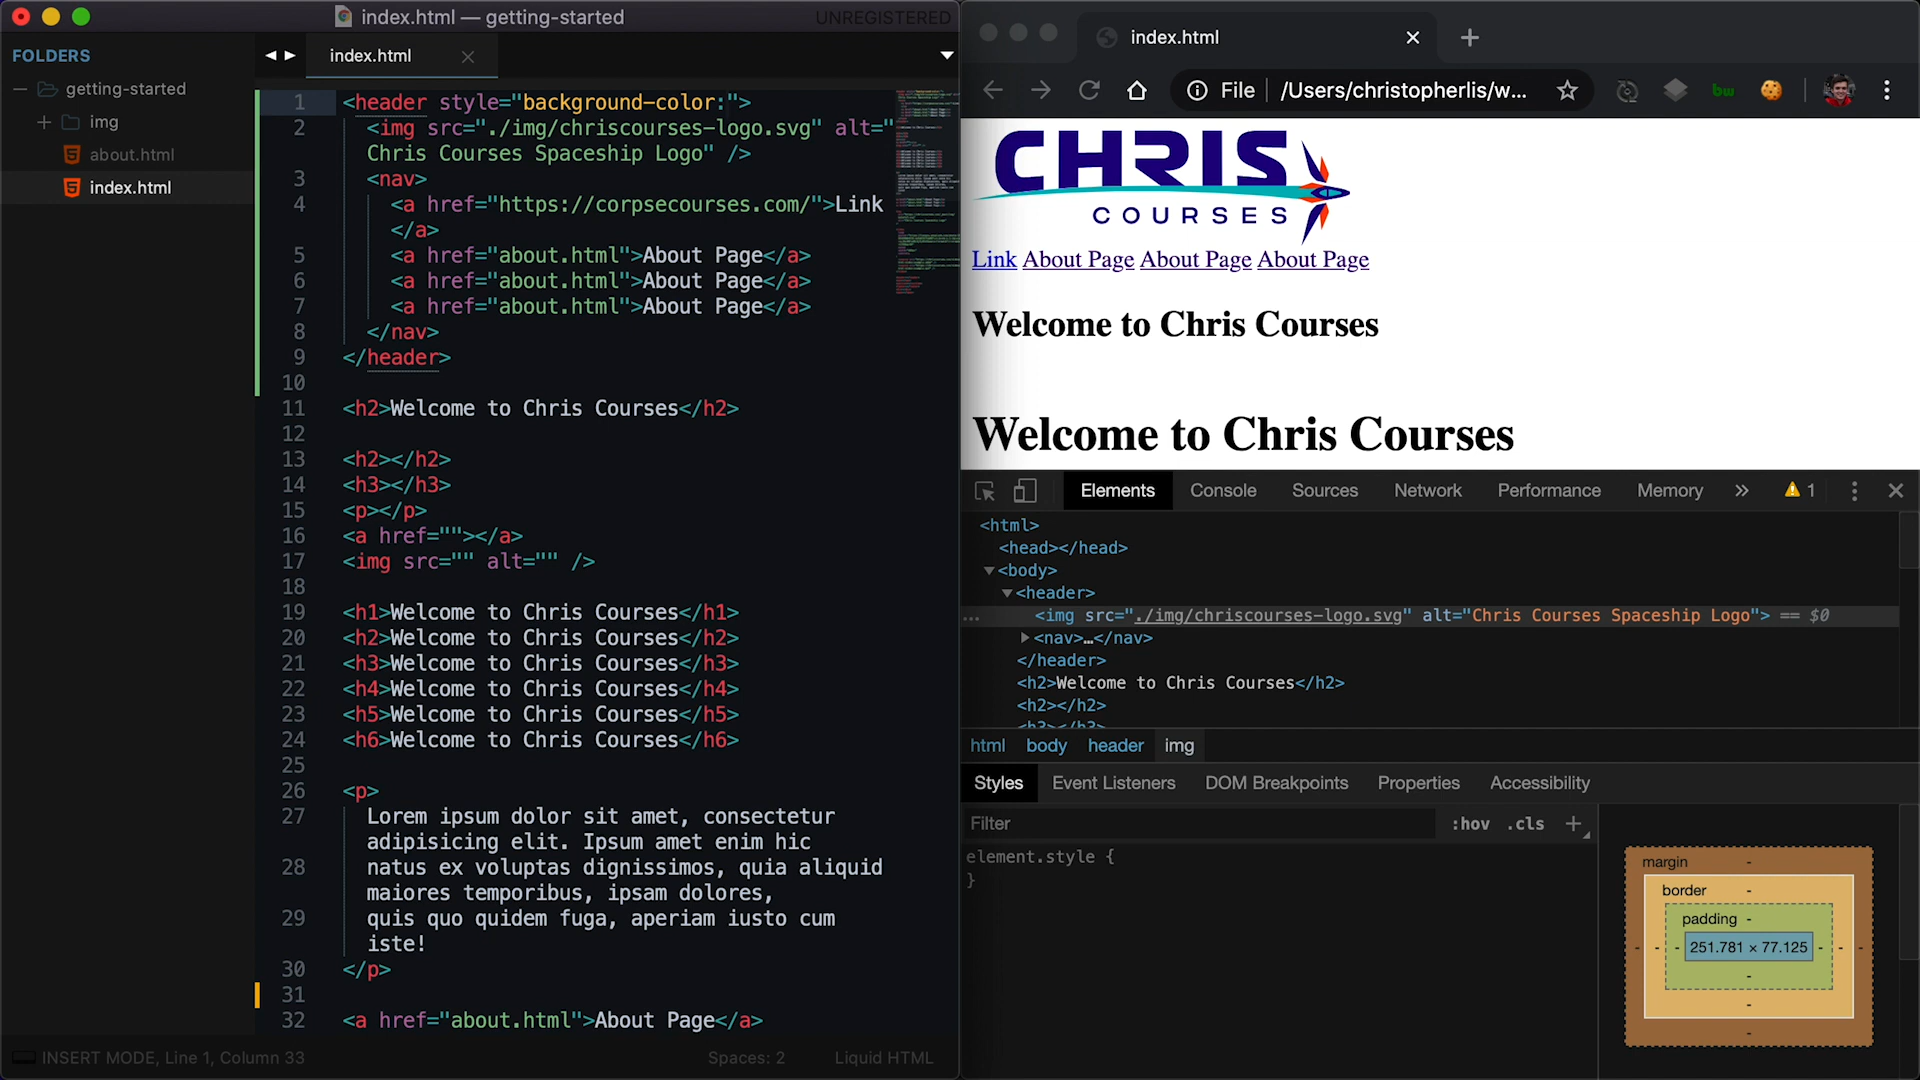 index.html — getting-started
UNREGISTERED
FOLDERS
getting-started
img
about.html
index.html
index.html
1 <header style="background-color:">
2 <img src="./img/chriscourses-logo.svg" alt="
Chris Courses Spaceship Logo" />
3 <nav>
4 <a href="https://corpsecourses.com/">Link
</a>
5 <a href="about.html">About Page</a>
6 <a href="about.html">About Page</a>
7 <a href="about.html">About Page</a>
8 </nav>
9 </header>
10
11 <h2>Welcome to Chris Courses</h2>
12
13 <h2></h2>
14 <h3></h3>
15 <p></p>
16 <a href=""></a>
17 <img src="" alt="" />
18
19 <h1>Welcome to Chris Courses</h1>
20 <h2>Welcome to Chris Courses</h2>
21 <h3>Welcome to Chris Courses</h3>
22 <h4>Welcome to Chris Courses</h4>
23 <h5>Welcome to Chris Courses</h5>
24 <h6>Welcome to Chris Courses</h6>
25
26 <p>
27 Lorem ipsum dolor sit amet, consectetur
adipisicing elit. Ipsum amet enim hic
28 natus ex voluptas dignissimos, quia aliquid
maiores temporibus, ipsam dolores,
29 quis quo quidem fuga, aperiam iusto cum
iste!
30 </p>
31
32 <a href="about.html">About Page</a>
INSERT MODE, Line 1, Column 33
Spaces: 2
Liquid HTML
index.html
File
/Users/christopherlis/w...
bw
CHRIS
COURSES
Link About Page About Page About Page
Welcome to Chris Courses
Welcome to Chris Courses
Elements Console Sources Network Performance Memory » 1
<html>
<head></head>
<body>
<header>
... <img src="./img/chriscourses-logo.svg" alt="Chris Courses Spaceship Logo"> == $0
<nav>…</nav>
</header>
<h2>Welcome to Chris Courses</h2>
<h2></h2>
<h3></h3>
html body header img
Styles Event Listeners DOM Breakpoints Properties Accessibility
Filter
:hov .cls +
element.style {
}
margin -
border -
padding -
- - - 251.781 × 77.125 - - -
-
-
-